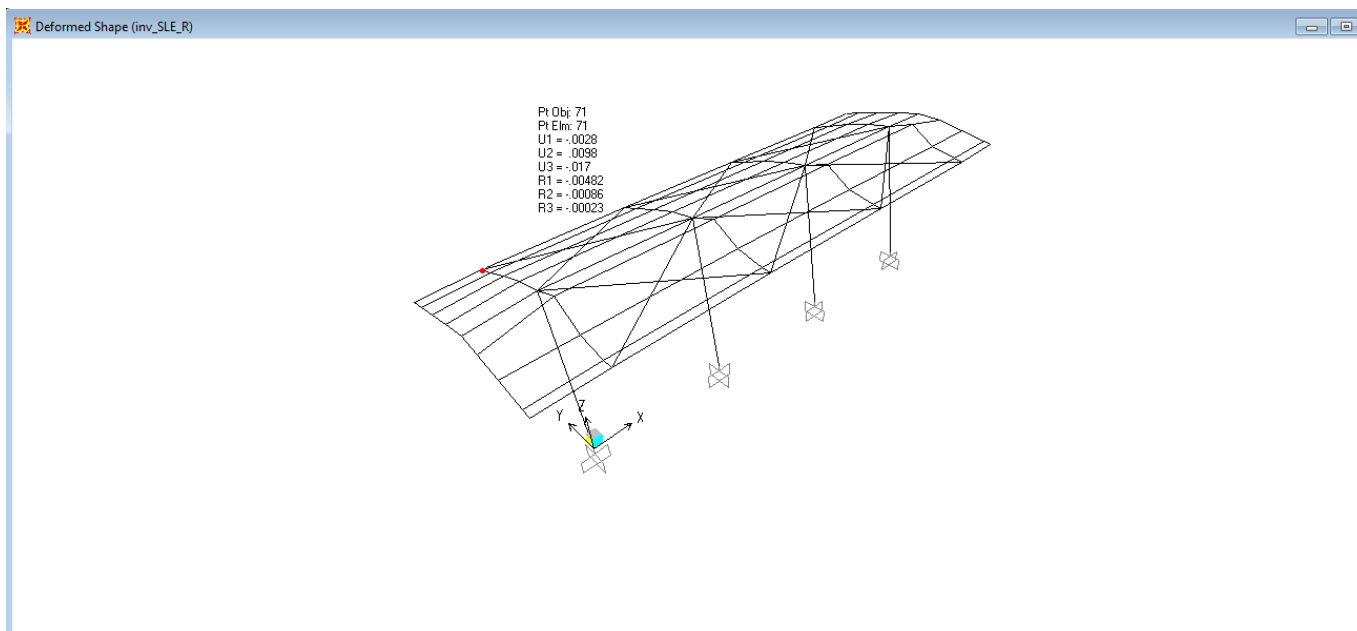 Deformed Shape (inv_SLE_R)
Pt Obj: 71
Pt Elm: 71
U1 = -.0028
U2 = .0098
U3 = -.017
R1 = -.00482
R2 = -.00086
R3 = -.00023
Y Z X